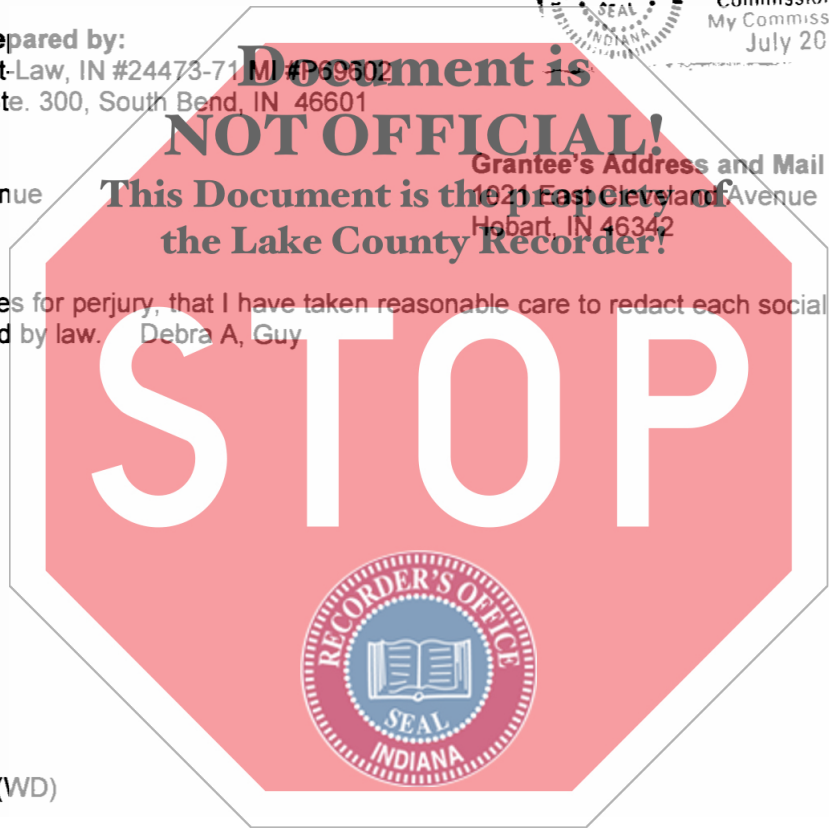 Commission
SEAL
INDIANA
My Commiss
July 20
epared by:
t-Law, IN #24473-71 MI #P69602
te. 300, South Bend, IN 46601
Document is
NOT OFFICIAL!
This Document is the property of
the Lake County Recorder!
Grantee's Address and Mail
nue
1021 East Cleveland Avenue
Hobart, IN 46342
es for perjury, that I have taken reasonable care to redact each social
d by law. Debra A, Guy
STOP
RECORDER'S OFFICE
SEAL
INDIANA
(WD)